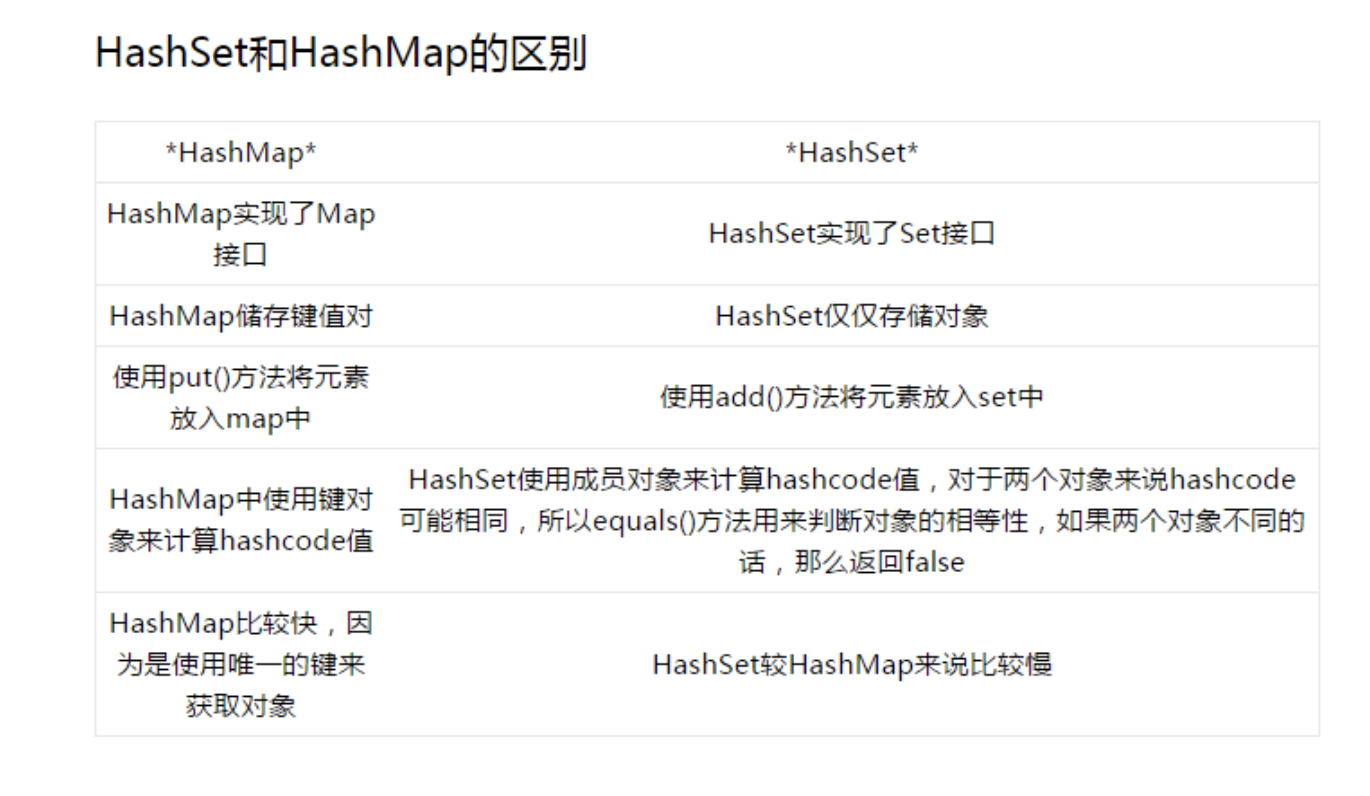 HashSet和HashMap的区别
*HashMap*
*HashSet*
HashMap实现了Map
接口
HashSet实现了Set接口
HashMap储存键值对
HashSet仅仅存储对象
使用put()方法将元素
放入map中
使用add()方法将元素放入set中
HashMap中使用键对
象来计算hashcode值
HashSet使用成员对象来计算hashcode值，对于两个对象来说hashcode
可能相同，所以equals()方法用来判断对象的相等性，如果两个对象不同的
话，那么返回false
HashMap比较快，因
为是使用唯一的键来
获取对象
HashSet较HashMap来说比较慢